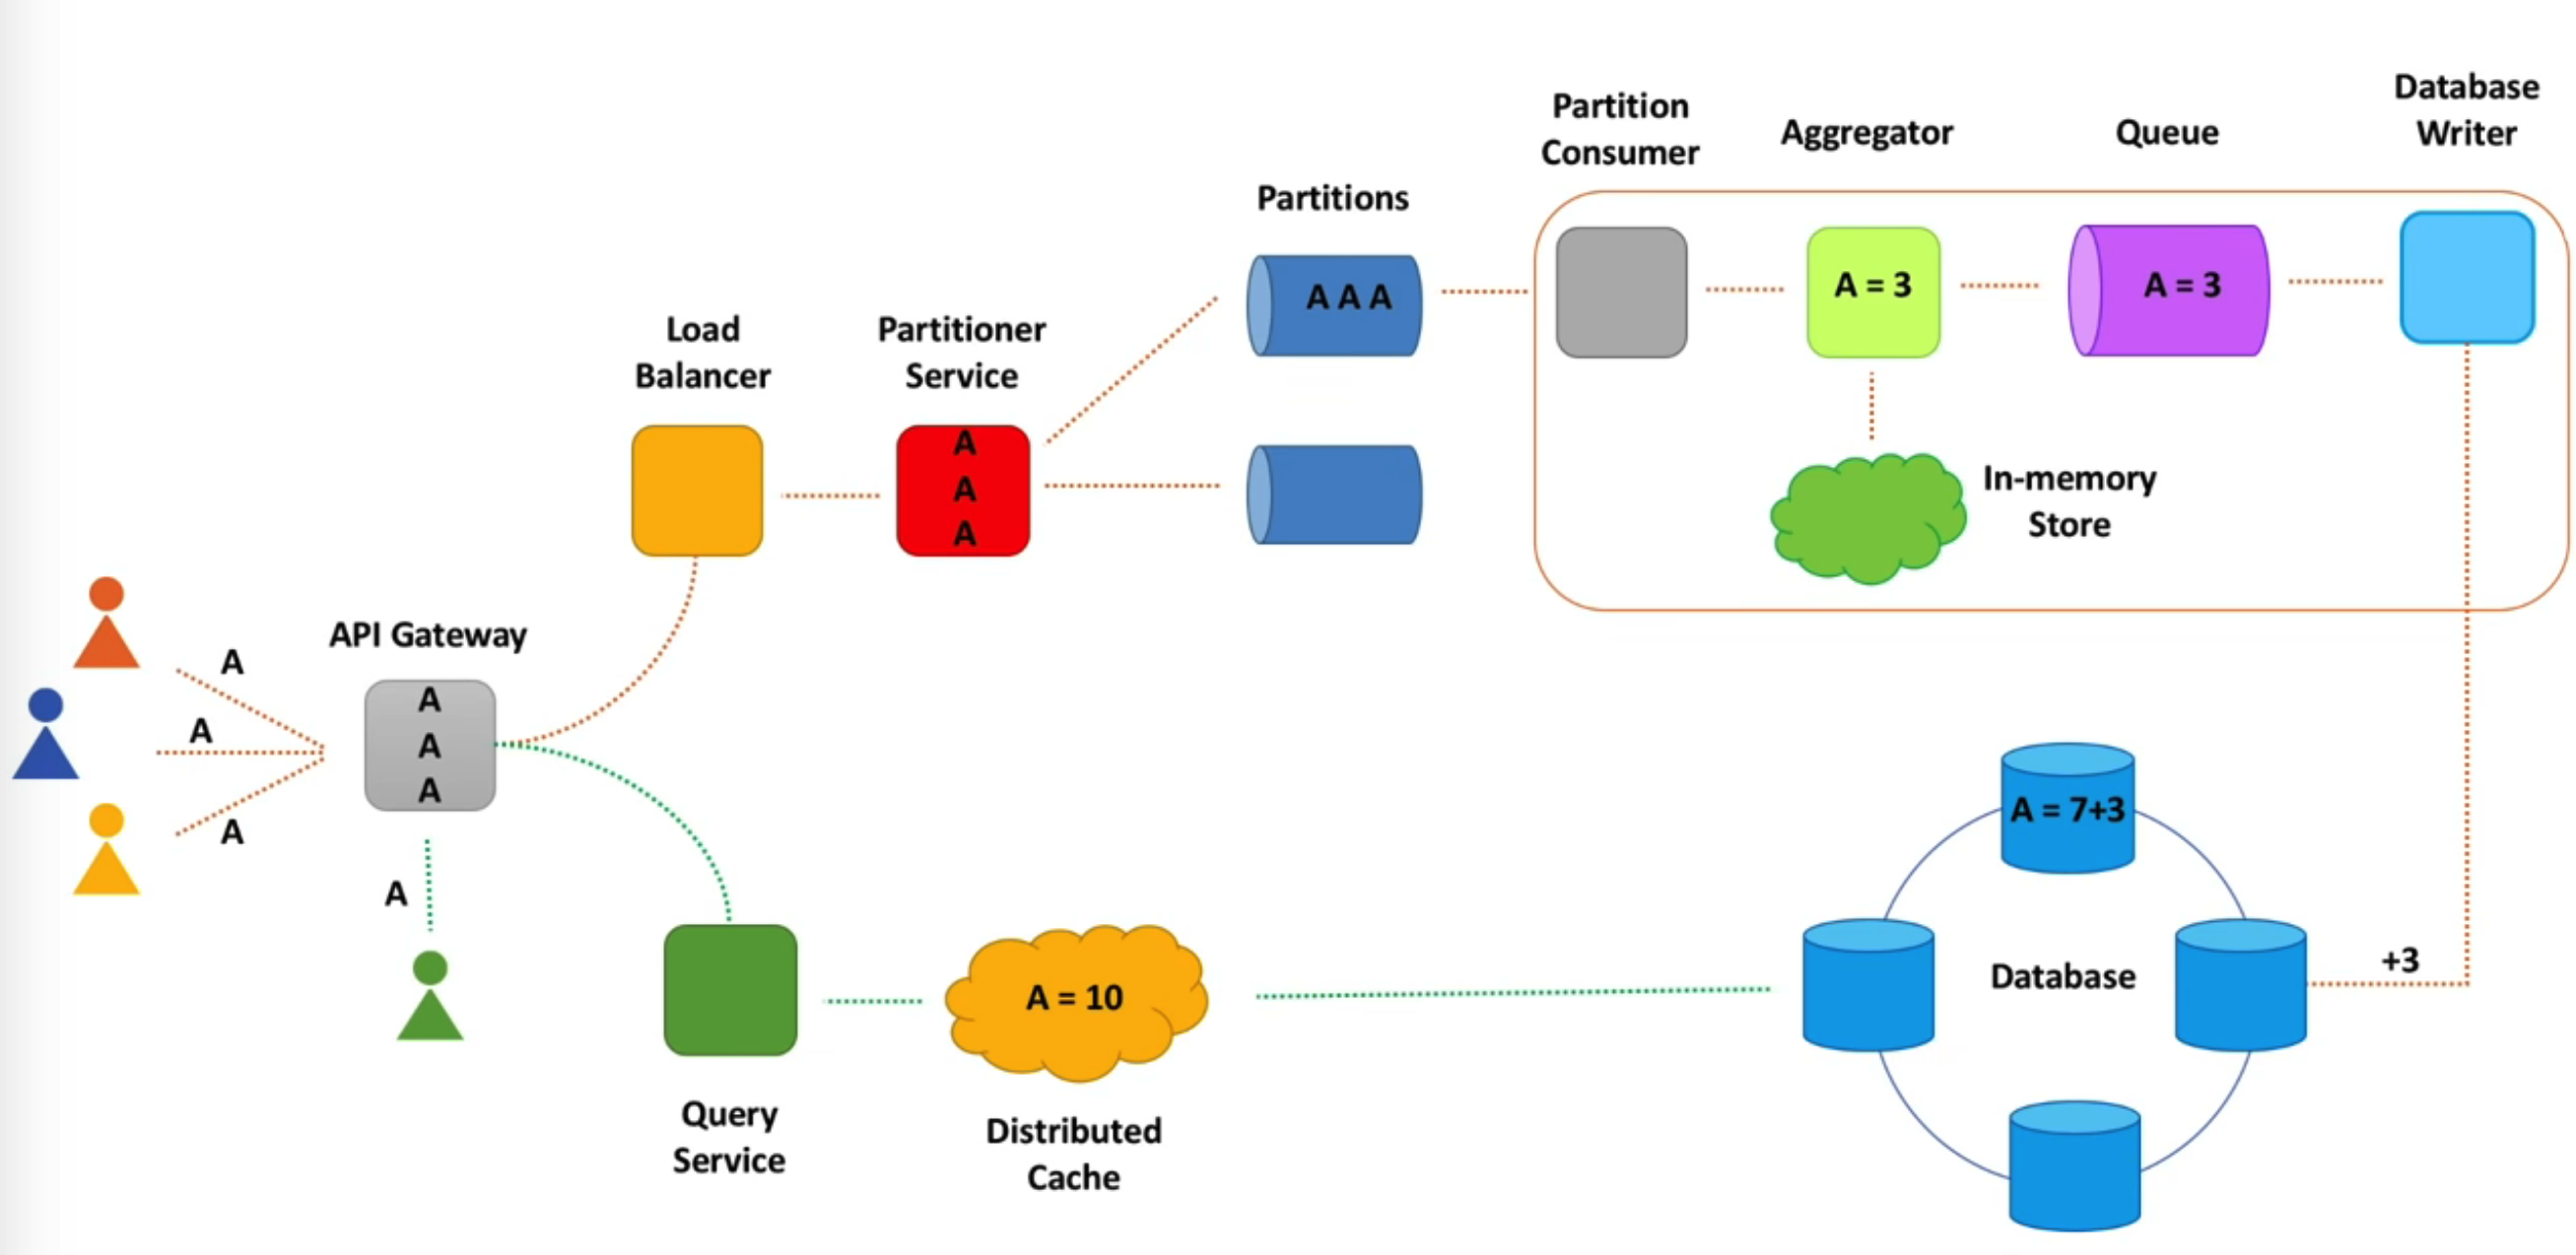 Database
Writer
Partition
Consumer
Aggregator
Queue
Partitions
A A A
A = 3
A = 3
Load
Balancer
Partitioner
Service
A
A
A
In-memory
Store
API Gateway
A
A
A
A
A
A
A
A = 7+3
Database
+3
A = 10
Query
Service
Distributed
Cache